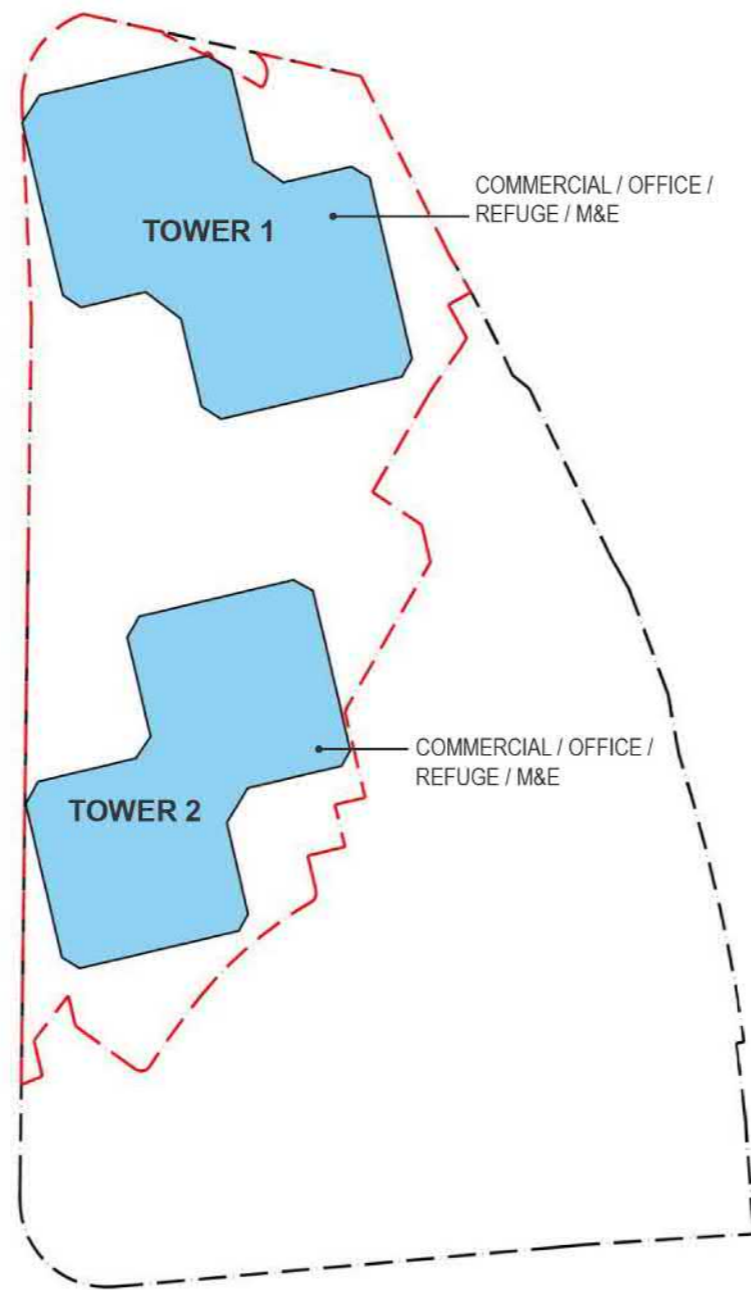 COMMERCIAL / OFFICE /
REFUGE / M&E
TOWER 1
COMMERCIAL / OFFICE /
REFUGE / M&E
TOWER 2